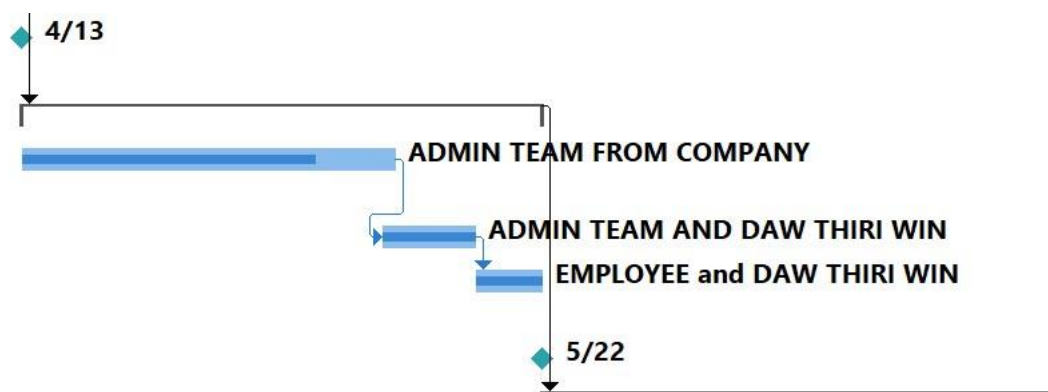 4/13
ADMIN TEAM FROM COMPANY
ADMIN TEAM AND DAW THIRI WIN
EMPLOYEE and DAW THIRI WIN
5/22